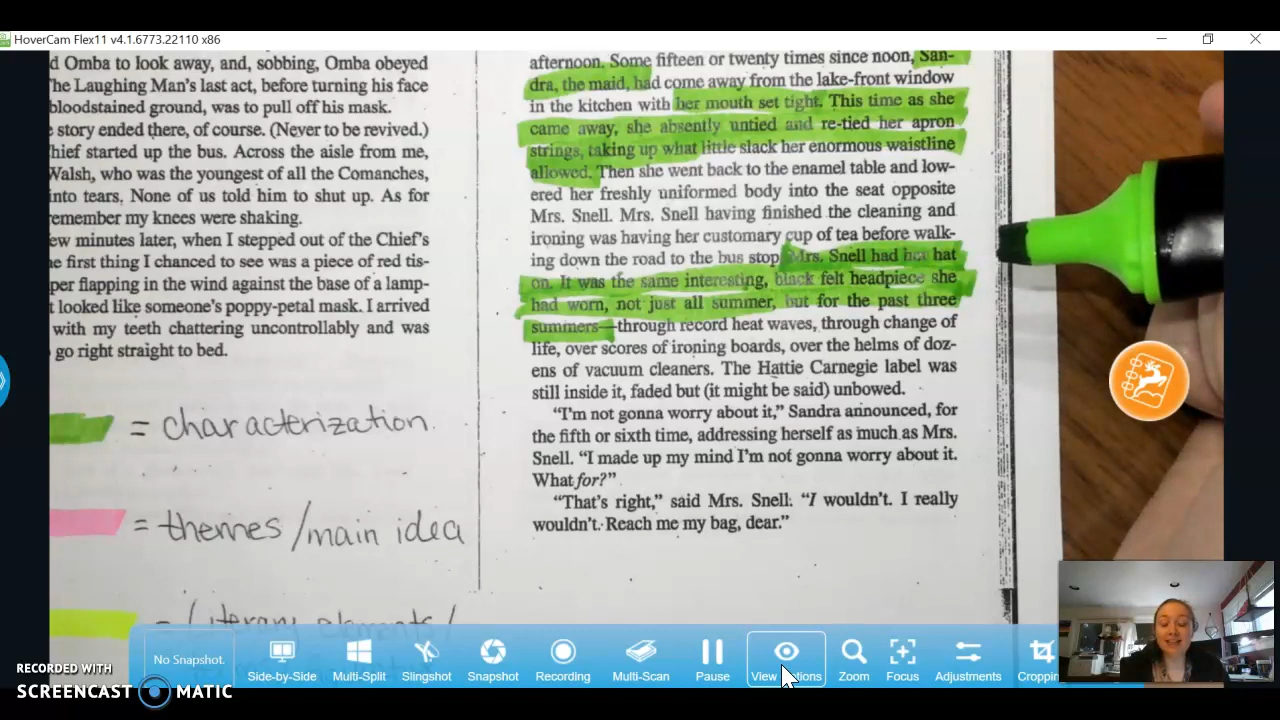 HoverCam Flex11 v4.1.6773.22110 x86
d Omba to look away, and, sobbing, Omba obeyed
The Laughing Man's last act, before turning his face
bloodstained ground, was to pull off his mask.
story ended there, of course. (Never to be revived.)
hief started up the bus. Across the aisle from me,
Walsh, who was the youngest of all the Comanches,
into tears. None of us told him to shut up. As for
remember my knees were shaking.
ew minutes later, when I stepped out of the Chief's
e first thing I chanced to see was a piece of red tis-
per flapping in the wind against the base of a lamp-
t looked like someone's poppy-petal mask. I arrived
with my teeth chattering uncontrollably and was
go right straight to bed.
= characterization.
= themes/main idea
= Literary elements/
afternoon. Some fifteen or twenty times since noon, San-
dra, the maid, had come away from the lake-front window
in the kitchen with her mouth set tight. This time as she
came away, she absently untied and re-tied her apron
strings, taking up what little slack her enormous waistline
allowed. Then she went back to the enamel table and low-
ered her freshly uniformed body into the seat opposite
Mrs. Snell. Mrs. Snell having finished the cleaning and
ironing was having her customary cup of tea before walk-
ing down the road to the bus stop. Mrs. Snell had her hat
on. It was the same interesting, black felt headpiece she
had worn, not just all summer, but for the past three
summers—through record heat waves, through change of
life, over scores of ironing boards, over the helms of doz-
ens of vacuum cleaners. The Hattie Carnegie label was
still inside it, faded but (it might be said) unbowed.
"I'm not gonna worry about it," Sandra announced, for
the fifth or sixth time, addressing herself as much as Mrs.
Snell. "I made up my mind I'm not gonna worry about it.
What for?"
"That's right," said Mrs. Snell. "I wouldn't. I really
wouldn't. Reach me my bag, dear."
No Snapshot.
Side-by-Side
Multi-Split
Slingshot
Snapshot
Recording
Multi-Scan
Pause
View
Zoom
Focus
Adjustments
Croppin
RECORDED WITH
SCREENCAST MATIC